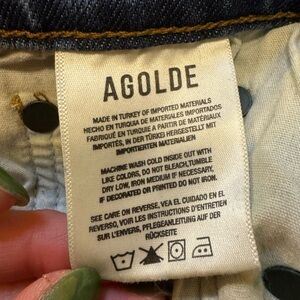 AGOLDE
MADE IN TURKEY OF IMPORTED MATERIALS
HECHO EN TURQUIA DE MATERIALES IMPORTADOS
FABRIQUÉ EN TURQUIE A PARTIR DE MATÉRIAUX
IMPORTÉS, IN DER TÜRKEI HERGESTELLT MIT
IMPORTIERTEN MATERIALIEN
MACHINE WASH COLD INSIDE OUT WITH
LIKE COLORS, DO NOT BLEACH, TUMBLE
DRY LOW, IRON MEDIUM IF NECESSARY.
IF DECORATED OR PRINTED DO NOT IRON.
SEE CARE ON REVERSE, VEA EL CUIDADO EN EL
REVERSO, VOIR LES INSTRUCTIONS D'ENTRETIEN
SUR L'ENVERS, PFLEGEANLEITUNG AUF DER
RÜCKSEITE